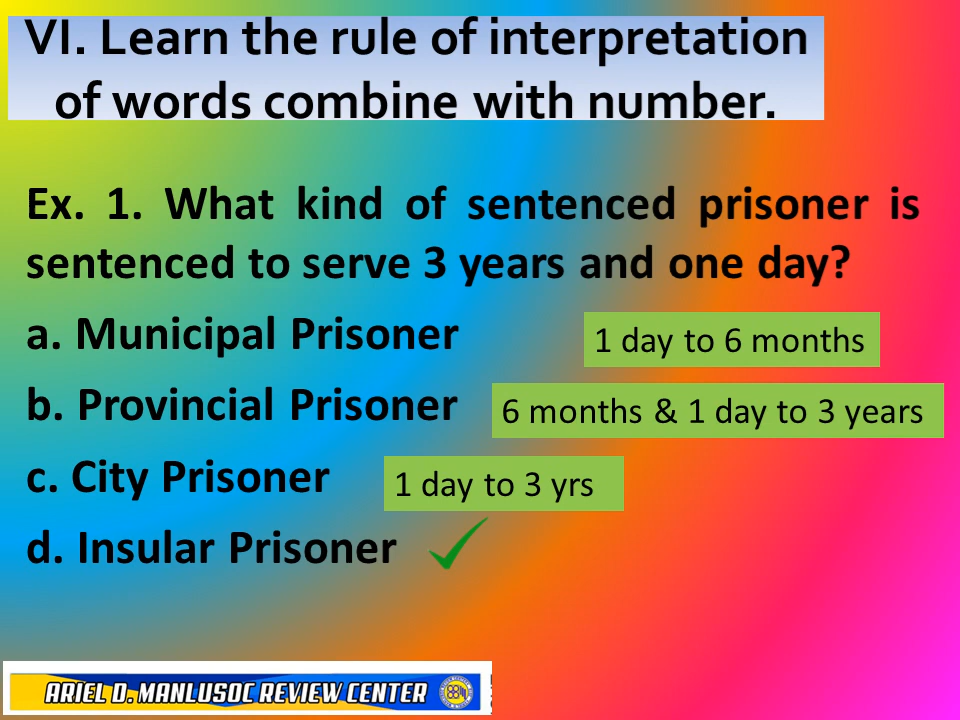 VI. Learn the rule of interpretation
of words combine with number.
Ex. 1. What kind of sentenced prisoner is
sentenced to serve 3 years and one day?
a. Municipal Prisoner 1 day to 6 months
b. Provincial Prisoner 6 months & 1 day to 3 years
c. City Prisoner 1 day to 3 yrs
d. Insular Prisoner
ARIEL D. MANLUSOC REVIEW CENTER